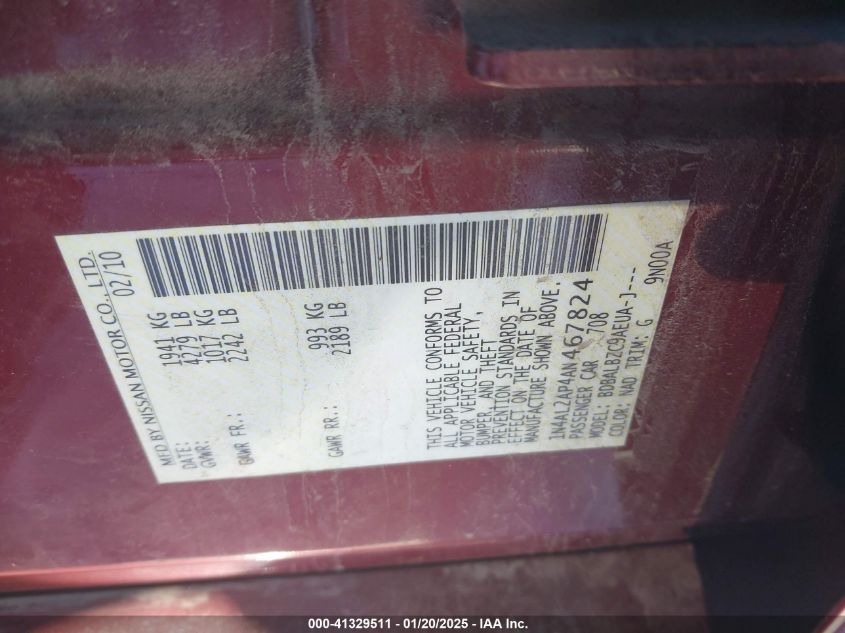 MFD BY NISSAN MOTOR CO., LTD.
DATE: 02/10
GVWR: 1941 KG
4279 LB
GAWR FR.: 1017 KG
2242 LB
GAWR RR.: 993 KG
2189 LB
THIS VEHICLE CONFORMS TO
ALL APPLICABLE FEDERAL
MOTOR VEHICLE SAFETY,
BUMPER, AND THEFT
PREVENTION STANDARDS IN
EFFECT ON THE DATE OF
MANUFACTURE SHOWN ABOVE.
1N4AL2AP4AN467824
PASSENGER CAR 708
MODEL: BDBALBZC9AEUA-J---
COLOR: NAD TRIM: G 9N00A
000-41329511 - 01/20/2025 - IAA Inc.